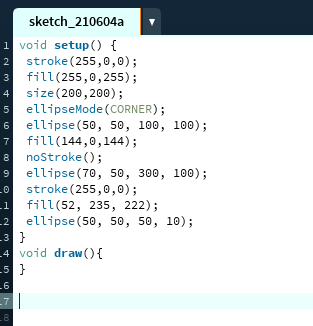 sketch_210604a ▼
1 void setup() {
2 stroke(255,0,0);
3 fill(255,0,255);
4 size(200,200);
5 ellipseMode(CORNER);
6 ellipse(50, 50, 100, 100);
7 fill(144,0,144);
8 noStroke();
9 ellipse(70, 50, 300, 100);
10 stroke(255,0,0);
11 fill(52, 235, 222);
12 ellipse(50, 50, 50, 10);
13 }
14 void draw(){
15 }
16
17
18